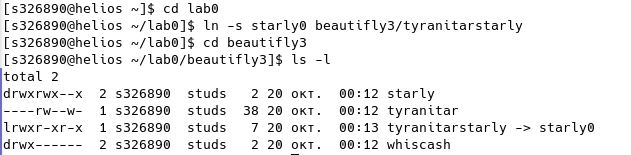 [s326890@helios ~]$ cd lab0
[s326890@helios ~/lab0]$ ln -s starly0 beautifly3/tyranitarstarly
[s326890@helios ~/lab0]$ cd beautifly3
[s326890@helios ~/lab0/beautifly3]$ ls -l
total 2
drwxrwx--x  2 s326890  studs   2 20 окт.  00:12 starly
----rw--w-  1 s326890  studs  38 20 окт.  00:12 tyranitar
lrwxr-xr-x  1 s326890  studs   7 20 окт.  00:13 tyranitarstarly -> starly0
drwx------  2 s326890  studs   2 20 окт.  00:12 whiscash